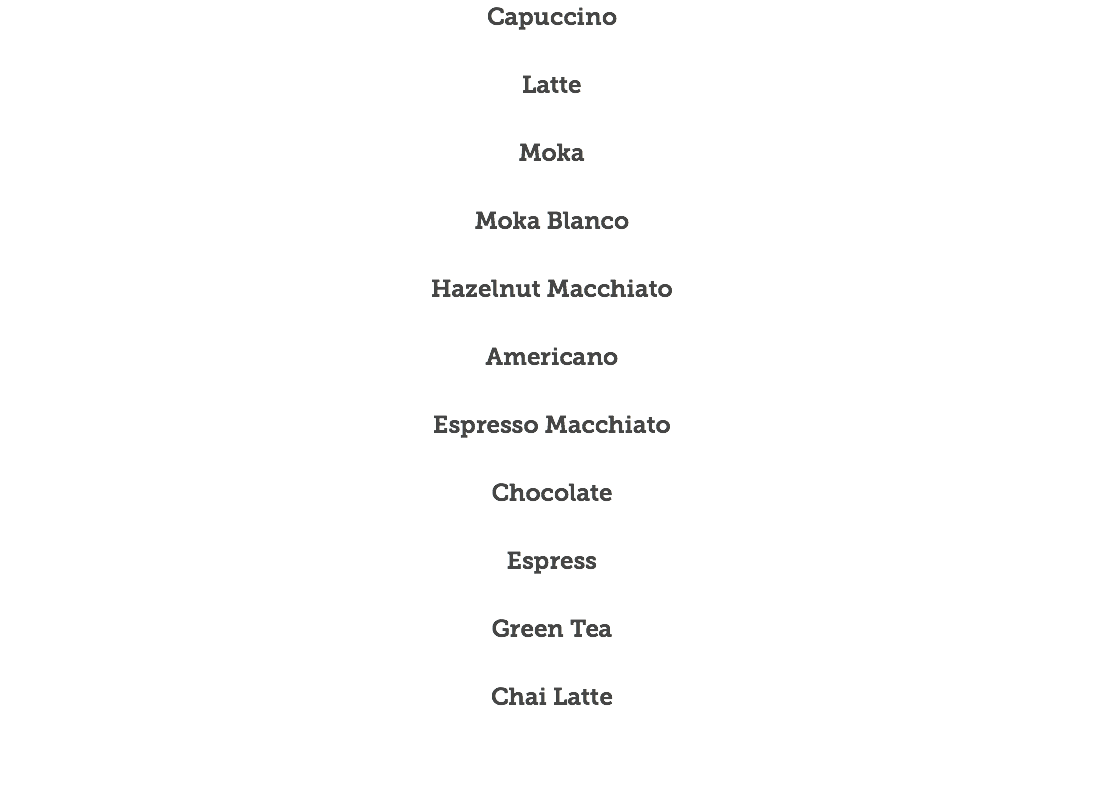 Capuccino
Latte
Moka
Moka Blanco
Hazelnut Macchiato
Americano
Espresso Macchiato
Chocolate
Espress
Green Tea
Chai Latte